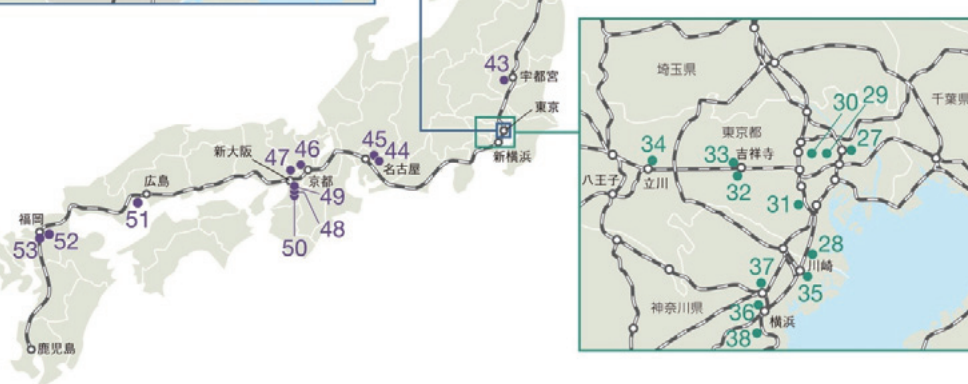 43
宇都宮
東京
新横浜
新大阪
47
46
45
44
名古屋
京都
広島
49
48
50
51
福岡
52
53
鹿児島
埼玉県
千葉県
30
29
東京都
27
34
33
吉祥寺
八王子
立川
32
31
28
川崎
37
35
神奈川県
36
横浜
38